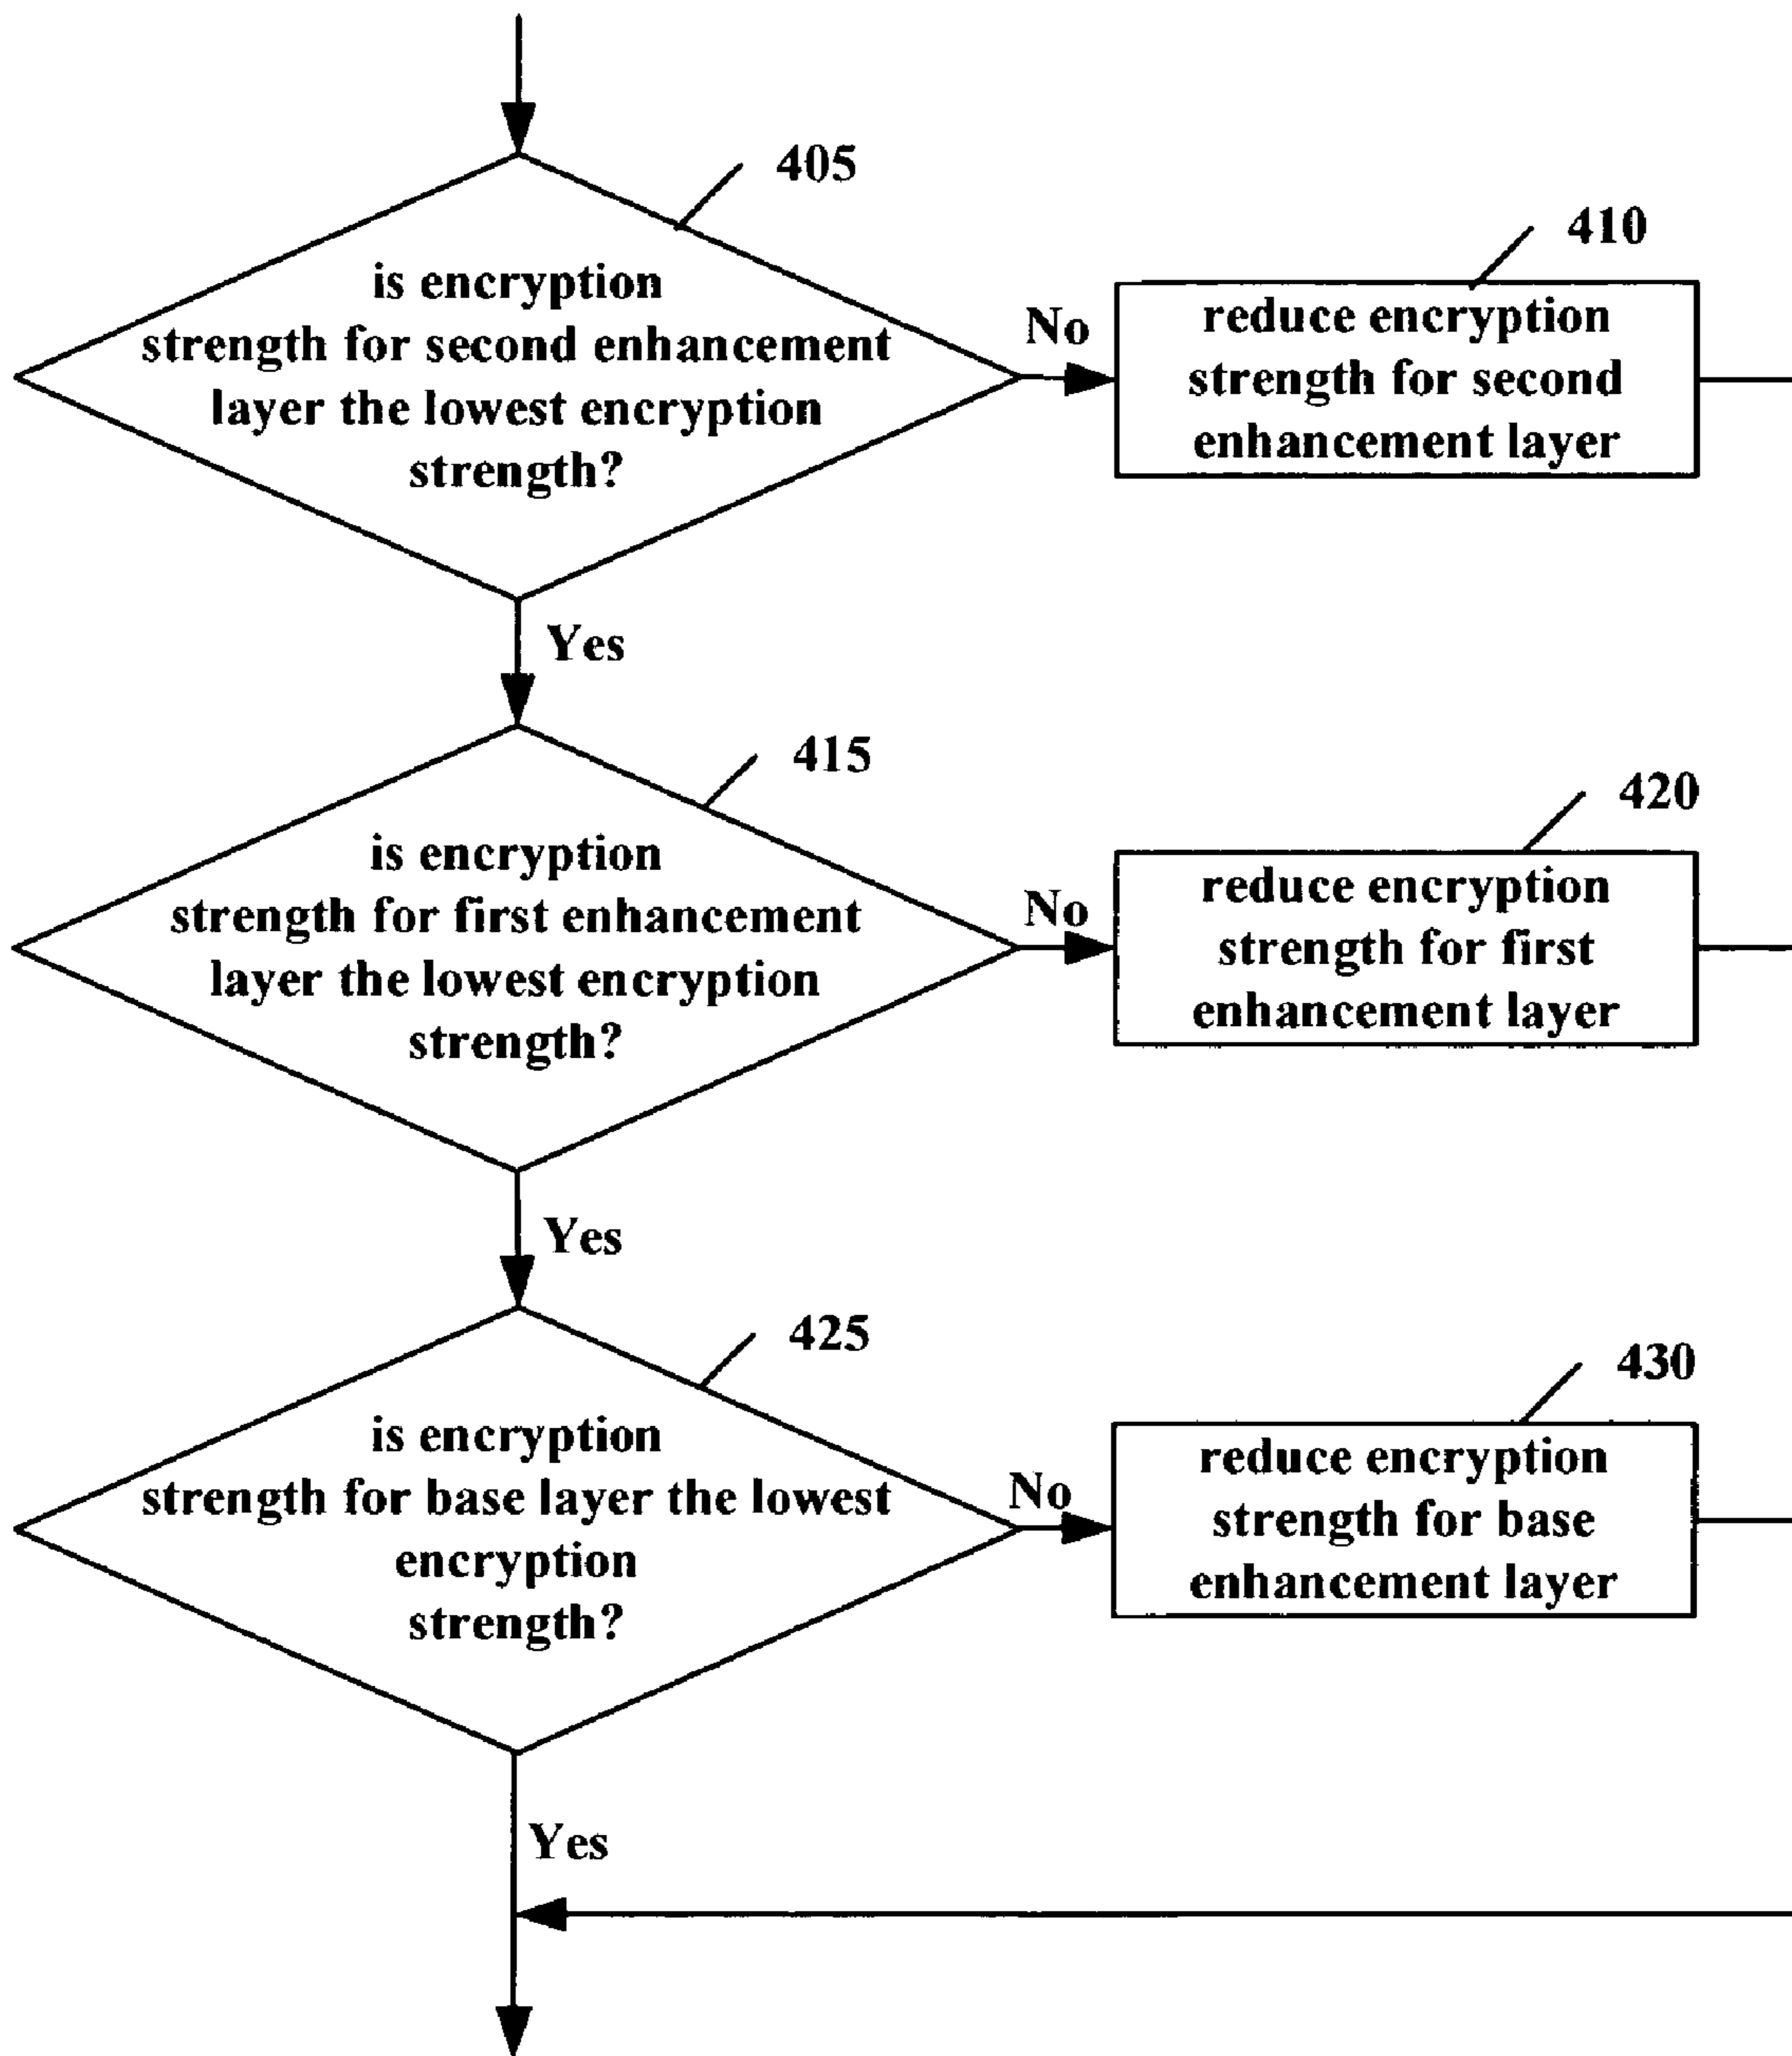 405
is encryption
strength for second enhancement
layer the lowest encryption
strength?
No
410
reduce encryption
strength for second
enhancement layer
Yes
415
is encryption
strength for first enhancement
layer the lowest encryption
strength?
No
420
reduce encryption
strength for first
enhancement layer
Yes
425
is encryption
strength for base layer the lowest
encryption
strength?
No
430
reduce encryption
strength for base
enhancement layer
Yes